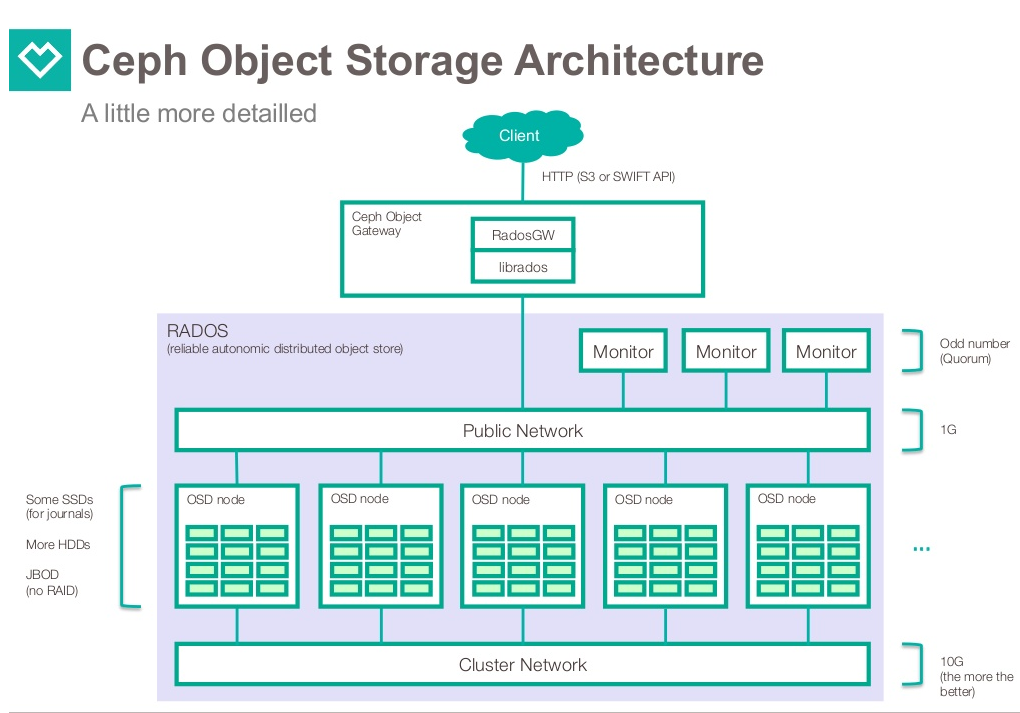 Ceph Object Storage Architecture
A little more detailled
Client
HTTP (S3 or SWIFT API)
Ceph Object
Gateway
RadosGW
librados
RADOS
(reliable autonomic distributed object store)
Monitor
Monitor
Monitor
Odd number
(Quorum)
Public Network
1G
Some SSDs
(for journals)
More HDDs
JBOD
(no RAID)
OSD node
OSD node
OSD node
OSD node
OSD node
...
Cluster Network
10G
(the more the
better)